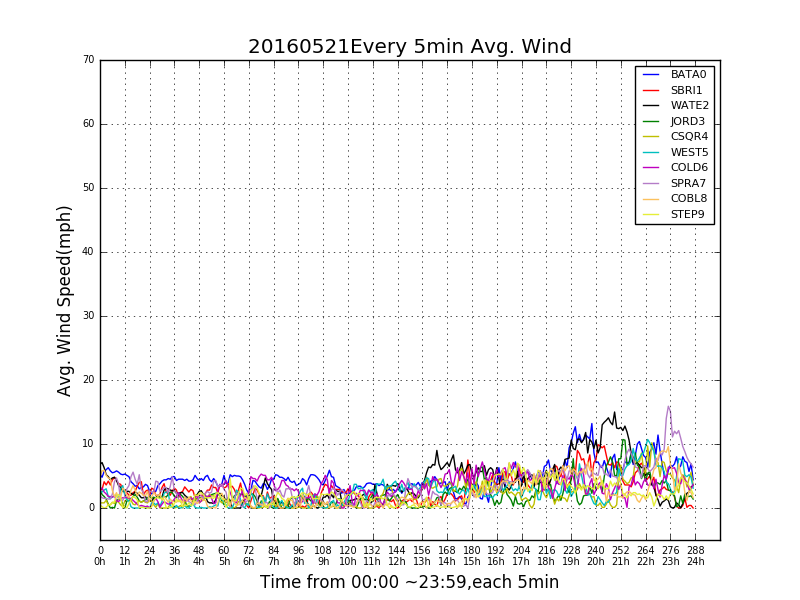 20160521Every 5min Avg. Wind
70
60
50
40
30
20
10
0
Avg. Wind Speed(mph)
BATA0
SBRI1
WATE2
JORD3
CSQR4
WEST5
COLD6
SPRA7
COBL8
STEP9
0 12 24 36 48 60 72 84 96 108 120 132 144 156 168 180 192 204 216 228 240 252 264 276 288
0h 1h 2h 3h 4h 5h 6h 7h 8h 9h 10h 11h 12h 13h 14h 15h 16h 17h 18h 19h 20h 21h 22h 23h 24h
Time from 00:00 ~23:59,each 5min